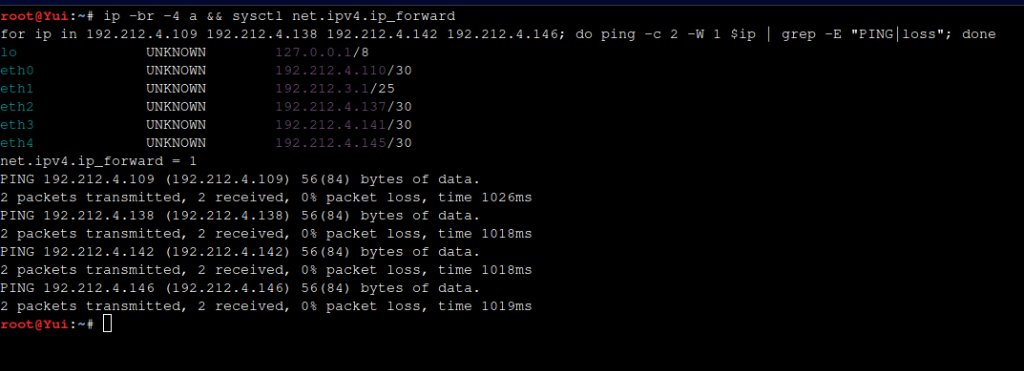 root@Yui:~# ip -br -4 a && sysctl net.ipv4.ip_forward
for ip in 192.212.4.109 192.212.4.138 192.212.4.142 192.212.4.146; do ping -c 2 -W 1 $ip | grep -E "PING|loss"; done
lo UNKNOWN 127.0.0.1/8
eth0 UNKNOWN 192.212.4.110/30
eth1 UNKNOWN 192.212.3.1/25
eth2 UNKNOWN 192.212.4.137/30
eth3 UNKNOWN 192.212.4.141/30
eth4 UNKNOWN 192.212.4.145/30
net.ipv4.ip_forward = 1
PING 192.212.4.109 (192.212.4.109) 56(84) bytes of data.
2 packets transmitted, 2 received, 0% packet loss, time 1026ms
PING 192.212.4.138 (192.212.4.138) 56(84) bytes of data.
2 packets transmitted, 2 received, 0% packet loss, time 1018ms
PING 192.212.4.142 (192.212.4.142) 56(84) bytes of data.
2 packets transmitted, 2 received, 0% packet loss, time 1018ms
PING 192.212.4.146 (192.212.4.146) 56(84) bytes of data.
2 packets transmitted, 2 received, 0% packet loss, time 1019ms
root@Yui:~#